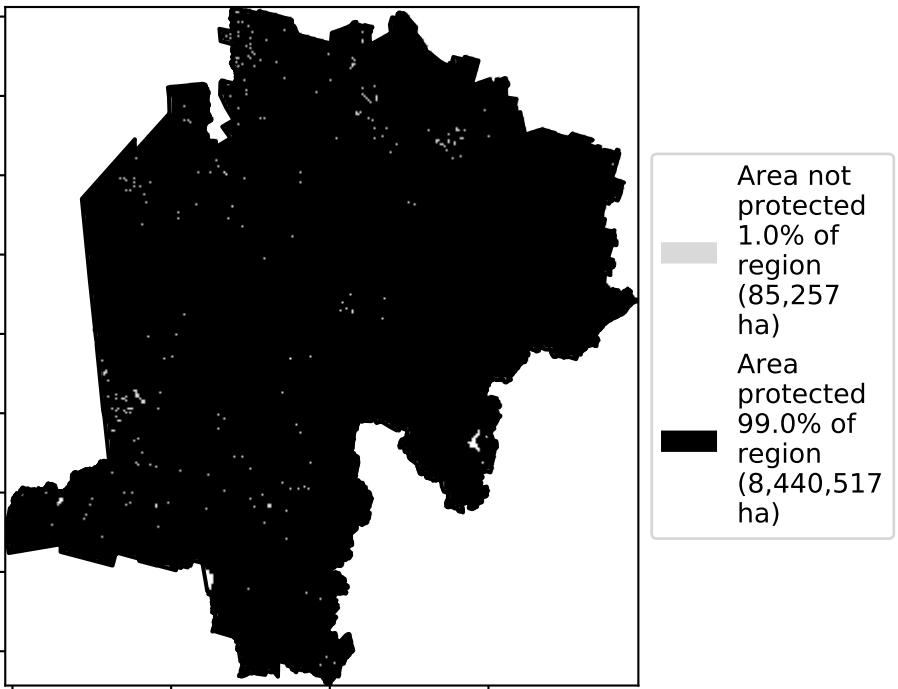 Area not
protected
1.0% of
region
(85,257
ha)
Area
protected
99.0% of
region
(8,440,517
ha)